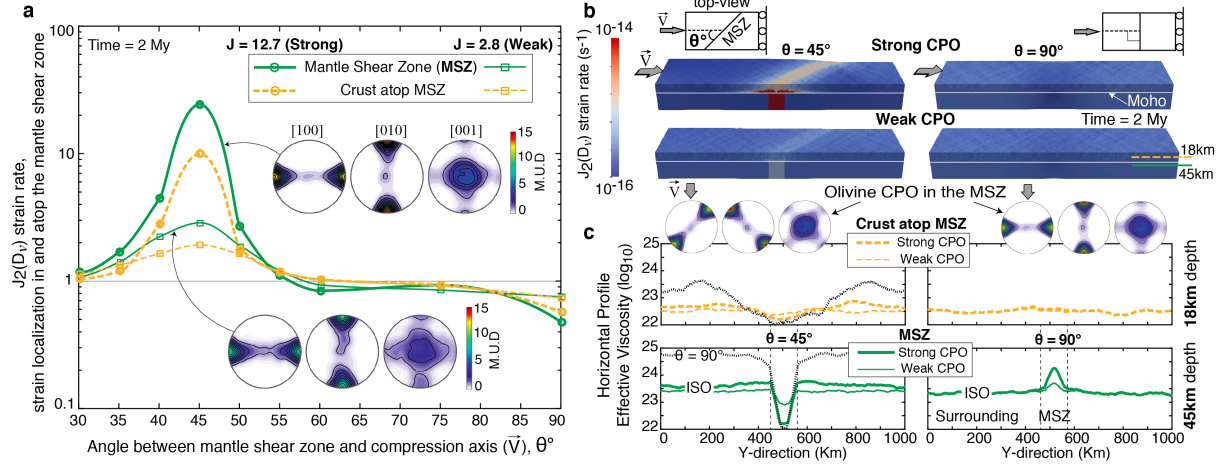 a
J2(Dv) strain rate,
strain localization in and atop the mantle shear zone
100
10
1
0.1
Time = 2 My
J = 12.7 (Strong)
J = 2.8 (Weak)
Mantle Shear Zone (MSZ)
Crust atop MSZ
[100]
[010]
[001]
15
10
5
0
M.U.D
15
10
5
0
M.U.D
30 35 40 45 50 55 60 65 70 75 80 85 90
Angle between mantle shear zone and compression axis (V), θ°
b
top-view
V
θ°
MSZ
10-14
10-16
J2(Dv) strain rate (s-1)
θ = 45°
Strong CPO
θ = 90°
V
Moho
Weak CPO
Time = 2 My
18km
45km
V
Olivine CPO in the MSZ
c
Crust atop MSZ
Strong CPO
Weak CPO
Horizontal Profile
Effective Viscosity (log10)
25
24
23
22
18km depth
MSZ
θ = 45°
θ = 90°
Strong CPO
Weak CPO
θ = 90°
ISO
25
24
23
22
ISO
Surrounding
MSZ
45km depth
0 200 400 600 800 1000
0 200 400 600 800 1000
Y-direction (Km)
Y-direction (Km)